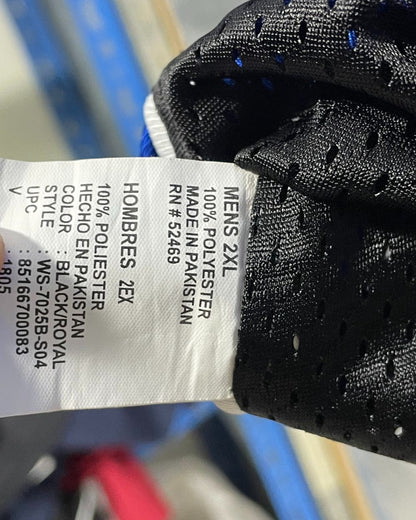 MENS 2XL
100% POLYESTER
MADE IN PAKISTAN
RN # 52469
HOMBRES 2EX
100% POLIESTER
HECHO EN PAKISTAN
COLOR : BLACK/ROYAL
STYLE : WS-7025B-S04
UPC : 85166700083
V